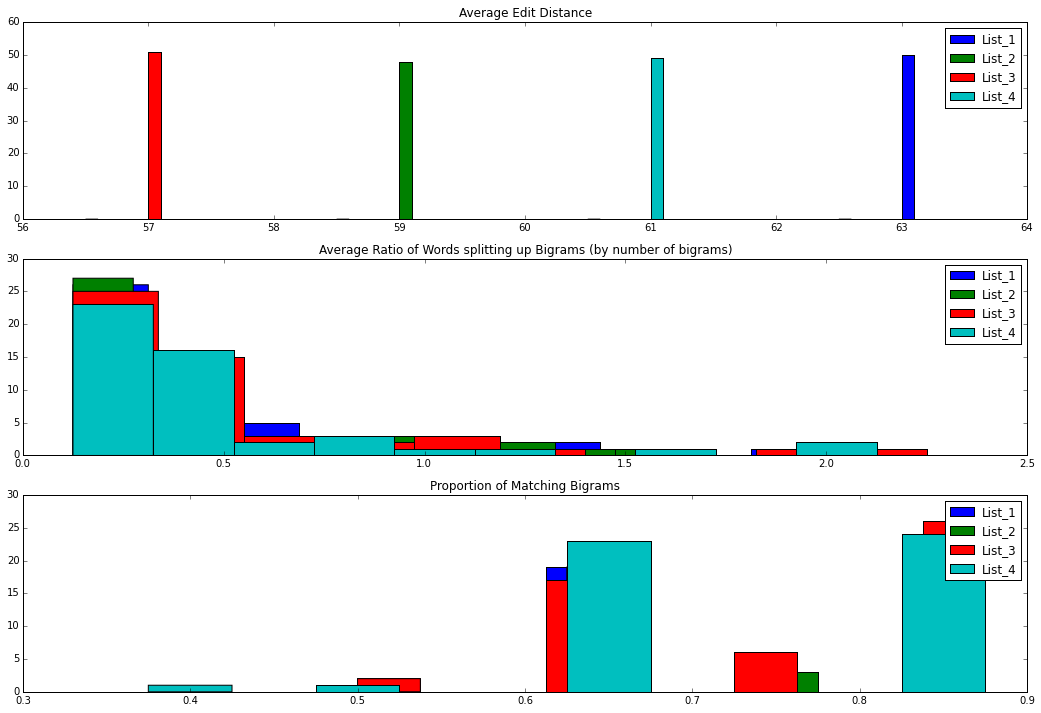 Average Edit Distance
60
50
40
30
20
10
0
56 57 58 59 60 61 62 63 64
List_1
List_2
List_3
List_4
Average Ratio of Words splitting up Bigrams (by number of bigrams)
30
25
20
15
10
5
0
0.0 0.5 1.0 1.5 2.0 2.5
List_1
List_2
List_3
List_4
Proportion of Matching Bigrams
30
25
20
15
10
5
0
0.3 0.4 0.5 0.6 0.7 0.8 0.9
List_1
List_2
List_3
List_4